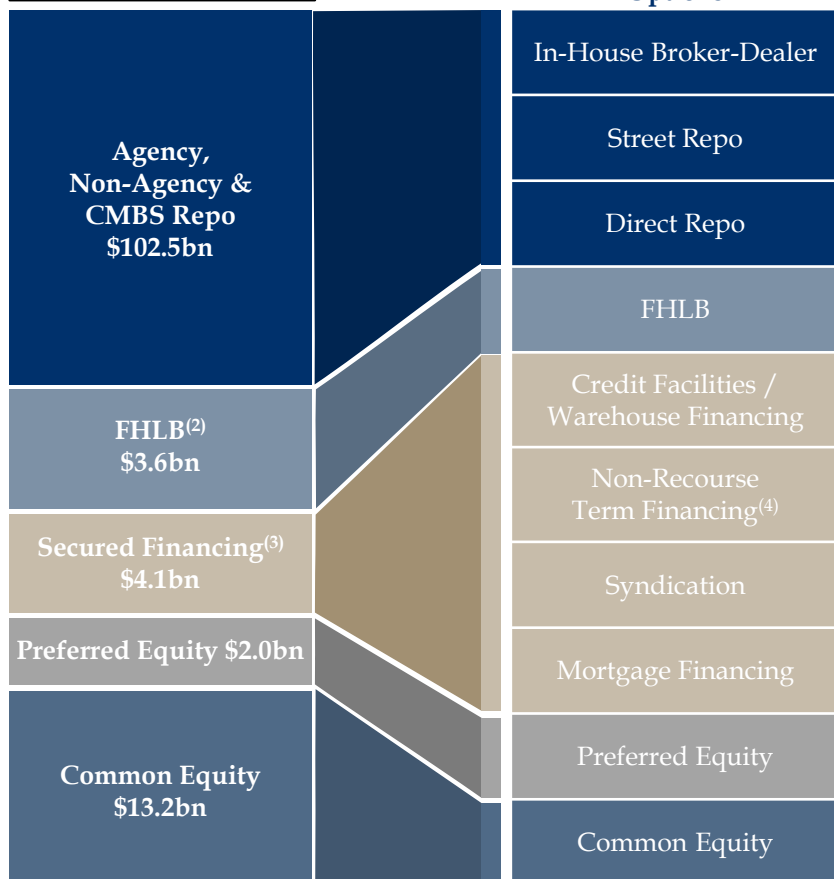 Agency,
Non-Agency &
CMBS Repo
$102.5bn
FHLB(2)
$3.6bn
Secured Financing(3)
$4.1bn
Preferred Equity $2.0bn
Common Equity
$13.2bn
In-House Broker-Dealer
Street Repo
Direct Repo
FHLB
Credit Facilities /
Warehouse Financing
Non-Recourse
Term Financing(4)
Syndication
Mortgage Financing
Preferred Equity
Common Equity